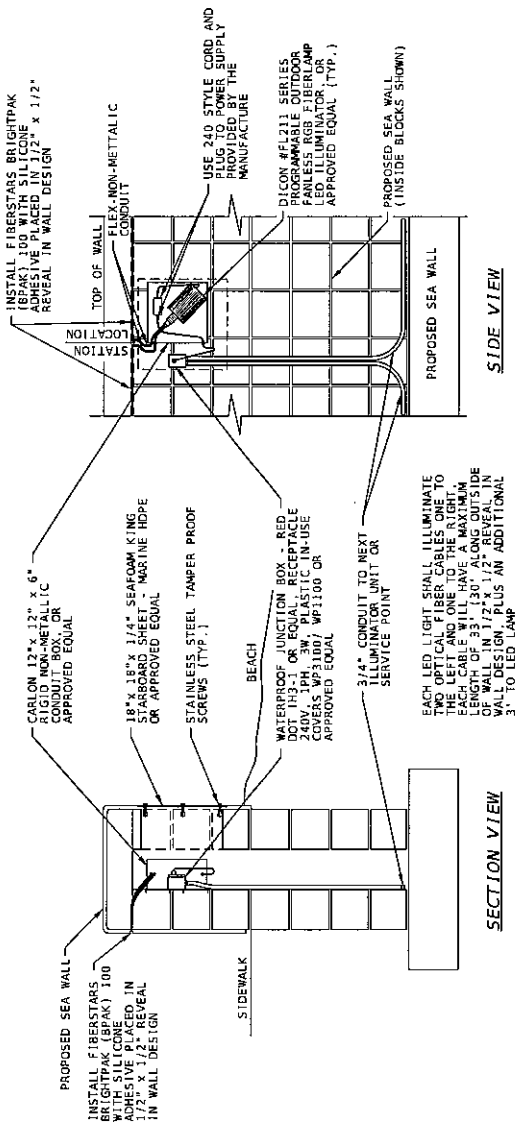 PROPOSED SEA WALL
INSTALL FIBERSTARS
BRIGHTPAK (BPAK) 100
WITH SILICONE
ADHESIVE PLACED IN
1/2" X 1/2" REVEAL
IN WALL DESIGN
SIDEWALK
CARLON 12"x 12" x 6"
RIGID NON-METALLIC
CONDUIT BOX, OR
APPROVED EQUAL
18"x 18"x 1/4" SEAFOAM KING
STARBOARD SHEET - MARINE HDPE
OR APPROVED EQUAL
STAINLESS STEEL TAMPER PROOF
SCREWS (TYP.)
BEACH
WATERPROOF JUNCTION BOX - RED
DOT IH3-1 OR EQUAL, RECEPTACLE
240V, 1PH, 3W, PLASTIC IN-USE
COVERS WP3100/ WP1100 OR
APPROVED EQUAL
3/4" CONDUIT TO NEXT
ILLUMINATOR UNIT OR
SERVICE POINT
SECTION VIEW
EACH LED LIGHT SHALL ILLUMINATE
TWO OPTICAL FIBER CABLES ONE TO
THE LEFT AND ONE TO THE RIGHT.
EACH CABLE WILL HAVE A MAXIMUM
LENGTH OF 33' (30' ALONG OUTSIDE
OF WALL IN 1/2"x 1/2" REVEAL IN
WALL DESIGN, PLUS AN ADDITIONAL
3' TO LED LAMP
INSTALL FIBERSTARS BRIGHTPAK
(BPAK) 100 WITH SILICONE
ADHESIVE PLACED IN 1/2" x 1/2"
REVEAL IN WALL DESIGN
TOP OF WALL
FLEX-NON-METTALIC
CONDUIT
STATION
LOCATION
USE 240 STYLE CORD AND
PLUG TO POWER SUPPLY
PROVIDED BY THE
MANUFACTURE
DICON #FL211 SERIES
PROGRAMMABLE OUTDOOR
FANLESS RGB FIBERLAMP
LED ILLUMINATOR, OR
APPROVED EQUAL (TYP.)
PROPOSED SEA WALL
(INSIDE BLOCKS SHOWN)
PROPOSED SEA WALL
SIDE VIEW